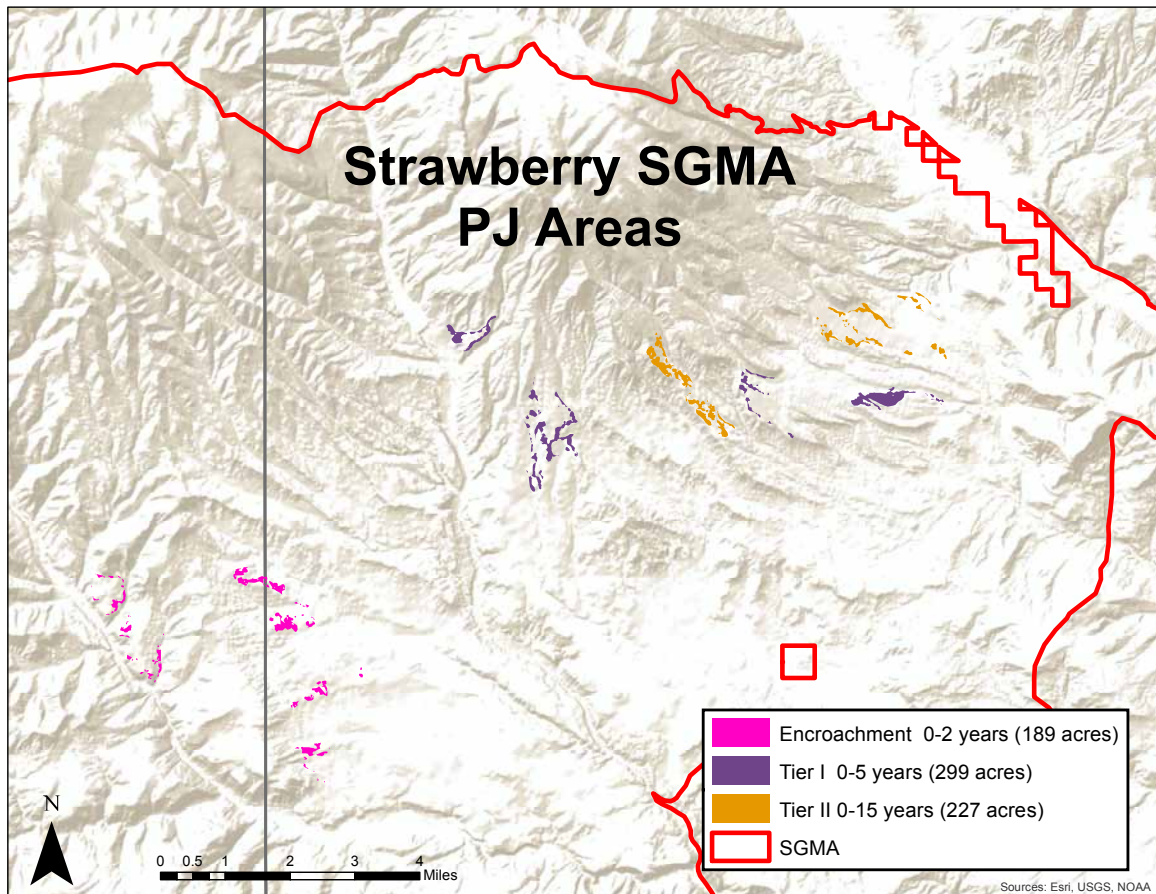 Strawberry SGMA
PJ Areas
Encroachment 0-2 years (189 acres)
Tier I 0-5 years (299 acres)
Tier II 0-15 years (227 acres)
SGMA
N
0 0.5 1 2 3 4
Miles
Sources: Esri, USGS, NOAA